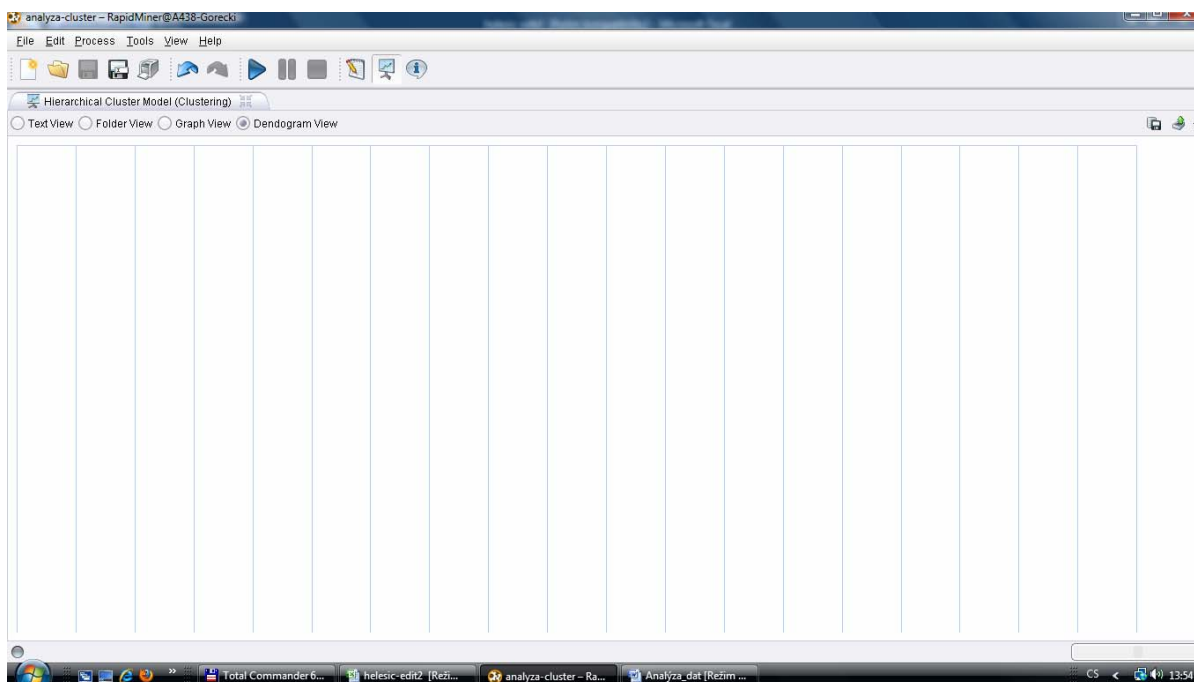 analyza-cluster – RapidMiner@A438-Gorecki
File Edit Process Tools View Help
Hierarchical Cluster Model (Clustering)
Text View Folder View Graph View Dendogram View
Total Commander 6... helesic-edit2 [Reži... analyza-cluster – Ra... Analýza_dat [Režim ... CS 13:54